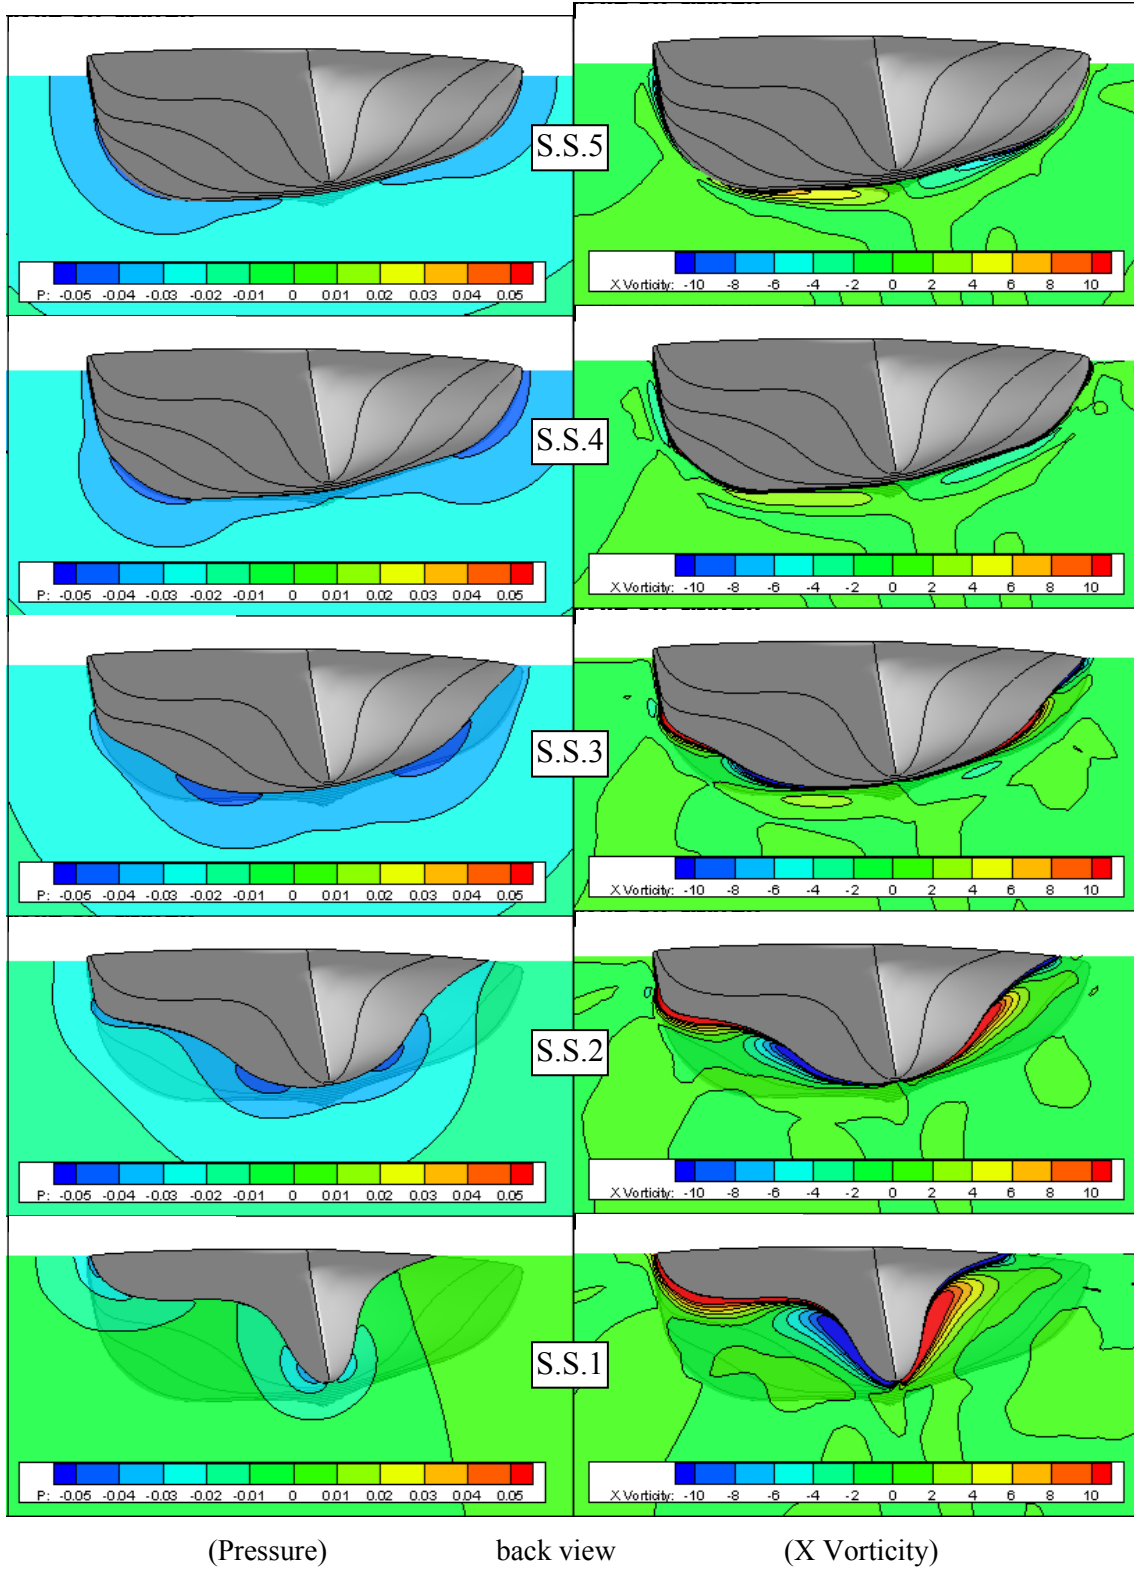 S.S.5
P: -0.05 -0.04 -0.03 -0.02 -0.01 0 0.01 0.02 0.03 0.04 0.05
X Vorticity: -10 -8 -6 -4 -2 0 2 4 6 8 10
S.S.4
P: -0.05 -0.04 -0.03 -0.02 -0.01 0 0.01 0.02 0.03 0.04 0.05
X Vorticity: -10 -8 -6 -4 -2 0 2 4 6 8 10
S.S.3
P: -0.05 -0.04 -0.03 -0.02 -0.01 0 0.01 0.02 0.03 0.04 0.05
X Vorticity: -10 -8 -6 -4 -2 0 2 4 6 8 10
S.S.2
P: -0.05 -0.04 -0.03 -0.02 -0.01 0 0.01 0.02 0.03 0.04 0.05
X Vorticity: -10 -8 -6 -4 -2 0 2 4 6 8 10
S.S.1
P: -0.05 -0.04 -0.03 -0.02 -0.01 0 0.01 0.02 0.03 0.04 0.05
X Vorticity: -10 -8 -6 -4 -2 0 2 4 6 8 10
(Pressure) back view (X Vorticity)